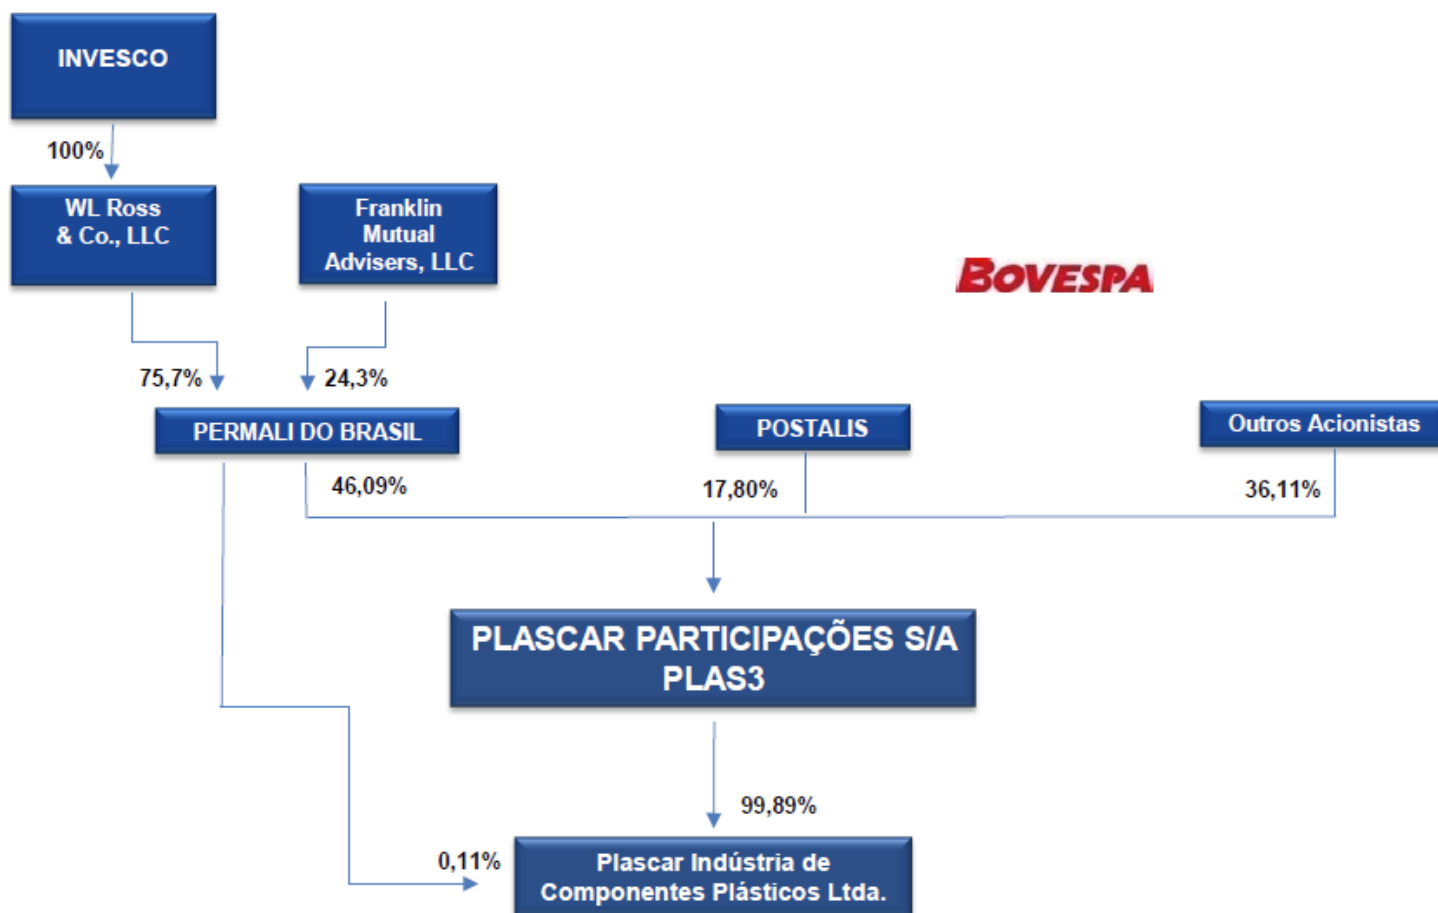 INVESCO
100%
WL Ross
& Co., LLC
Franklin
Mutual
Advisers, LLC
BOVESPA
75,7%
24,3%
PERMALI DO BRASIL
POSTALIS
Outros Acionistas
46,09%
17,80%
36,11%
PLASCAR PARTICIPAÇÕES S/A
PLAS3
99,89%
0,11%
Plascar Indústria de
Componentes Plásticos Ltda.